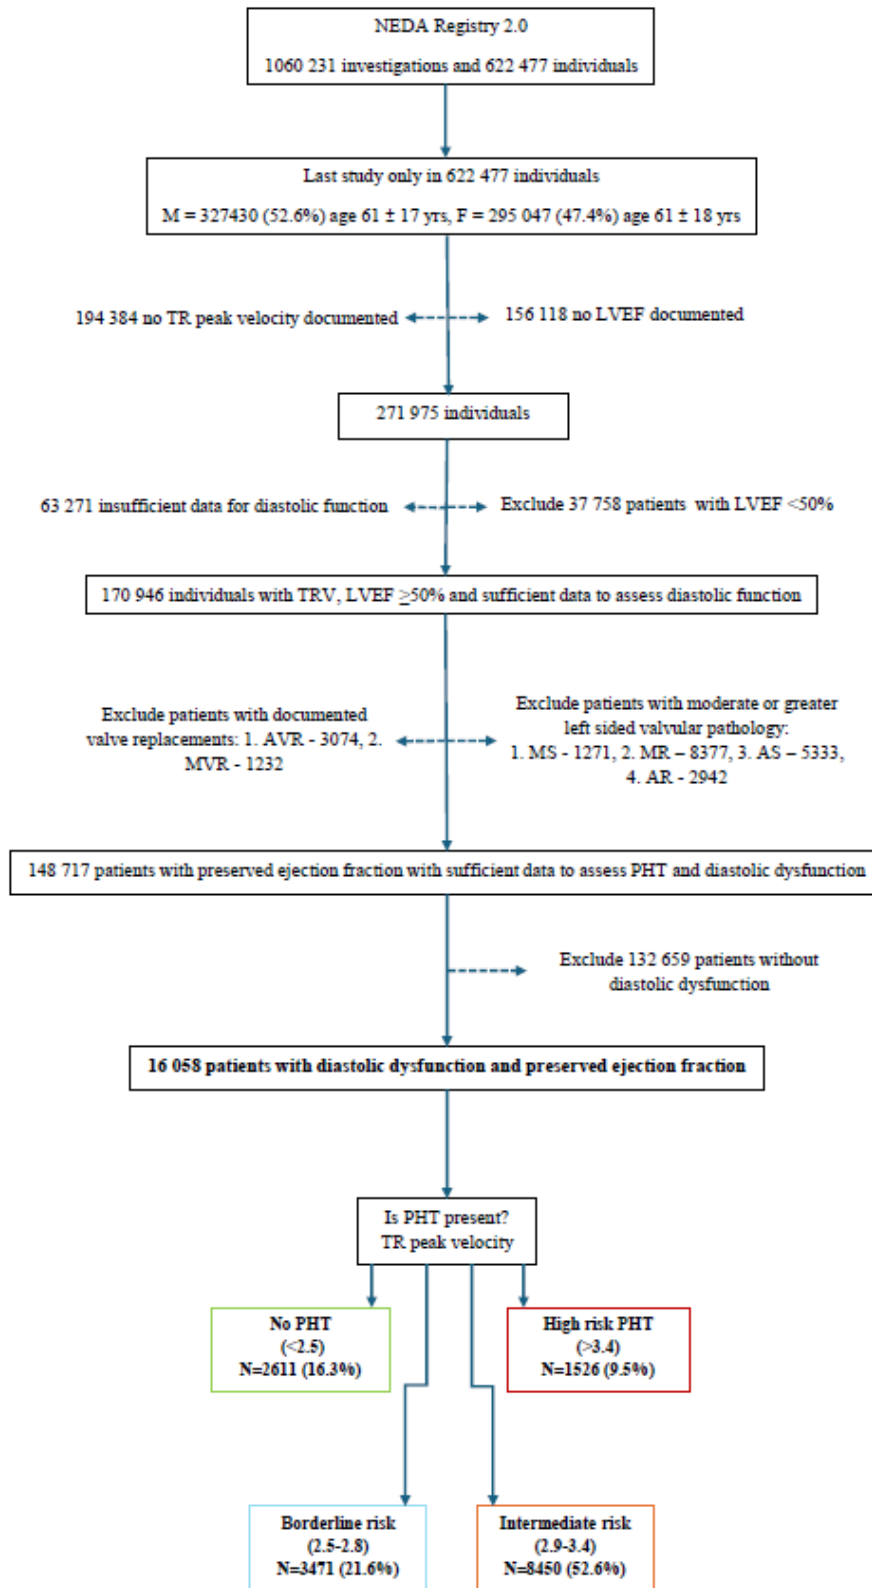 NEDA Registry 2.0
1060 231 investigations and 622 477 individuals
Last study only in 622 477 individuals
M = 327430 (52.6%) age 61 ± 17 yrs, F = 295 047 (47.4%) age 61 ± 18 yrs
194 384 no TR peak velocity documented
156 118 no LVEF documented
271 975 individuals
63 271 insufficient data for diastolic function
Exclude 37 758 patients with LVEF <50%
170 946 individuals with TRV, LVEF ≥50% and sufficient data to assess diastolic function
Exclude patients with documented
valve replacements: 1. AVR - 3074, 2.
MVR - 1232
Exclude patients with moderate or greater
left sided valvular pathology:
1. MS - 1271, 2. MR – 8377, 3. AS – 5333,
4. AR - 2942
148 717 patients with preserved ejection fraction with sufficient data to assess PHT and diastolic dysfunction
Exclude 132 659 patients without
diastolic dysfunction
16 058 patients with diastolic dysfunction and preserved ejection fraction
Is PHT present?
TR peak velocity
No PHT
(<2.5)
N=2611 (16.3%)
High risk PHT
(>3.4)
N=1526 (9.5%)
Borderline risk
(2.5-2.8)
N=3471 (21.6%)
Intermediate risk
(2.9-3.4)
N=8450 (52.6%)